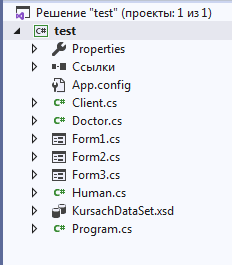 Решение "test" (проекты: 1 из 1)
C# test
Properties
Ссылки
App.config
C# Client.cs
C# Doctor.cs
Form1.cs
Form2.cs
Form3.cs
C# Human.cs
KursachDataSet.xsd
C# Program.cs